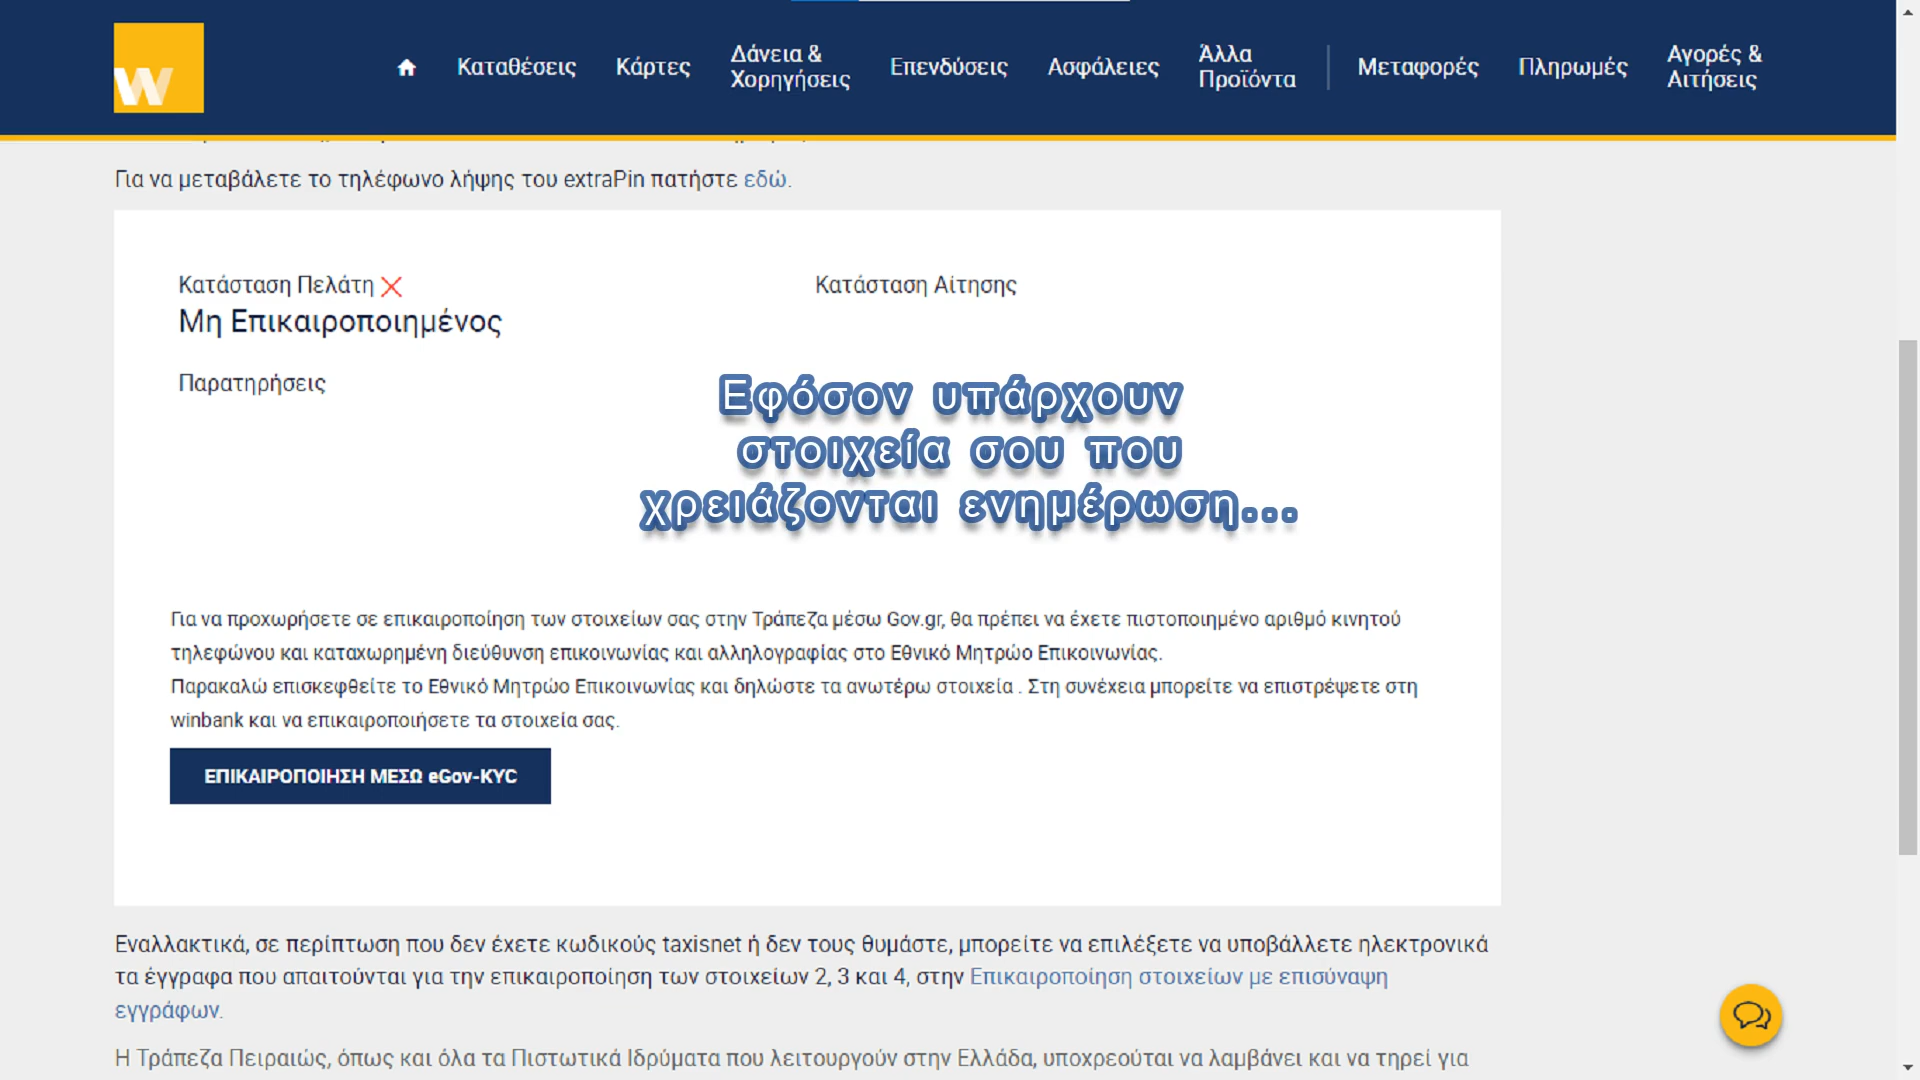 W
Καταθέσεις
Κάρτες
Δάνεια &
Χορηγήσεις
Επενδύσεις
Ασφάλειες
Άλλα
Προϊόντα
Μεταφορές
Πληρωμές
Αγορές &
Αιτήσεις
Για να μεταβάλετε το τηλέφωνο λήψης του extraPin πατήστε εδώ.
Κατάσταση Πελάτη
Μη Επικαιροποιημένος
Κατάσταση Αίτησης
Παρατηρήσεις
Εφόσον υπάρχουν
στοιχεία σου που
χρειάζονται ενημέρωση...
Για να προχωρήσετε σε επικαιροποίηση των στοιχείων σας στην Τράπεζα μέσω Gov.gr, θα πρέπει να έχετε πιστοποιημένο αριθμό κινητού
τηλεφώνου και καταχωρημένη διεύθυνση επικοινωνίας και αλληλογραφίας στο Εθνικό Μητρώο Επικοινωνίας.
Παρακαλώ επισκεφθείτε το Εθνικό Μητρώο Επικοινωνίας και δηλώστε τα ανωτέρω στοιχεία . Στη συνέχεια μπορείτε να επιστρέψετε στη
winbank και να επικαιροποιήσετε τα στοιχεία σας.
ΕΠΙΚΑΙΡΟΠΟΙΗΣΗ ΜΕΣΩ eGov-KYC
Εναλλακτικά, σε περίπτωση που δεν έχετε κωδικούς taxisnet ή δεν τους θυμάστε, μπορείτε να επιλέξετε να υποβάλλετε ηλεκτρονικά
τα έγγραφα που απαιτούνται για την επικαιροποίηση των στοιχείων 2, 3 και 4, στην Επικαιροποίηση στοιχείων με επισύναψη
εγγράφων.
Η Τράπεζα Πειραιώς, όπως και όλα τα Πιστωτικά Ιδρύματα που λειτουργούν στην Ελλάδα, υποχρεούται να λαμβάνει και να τηρεί για